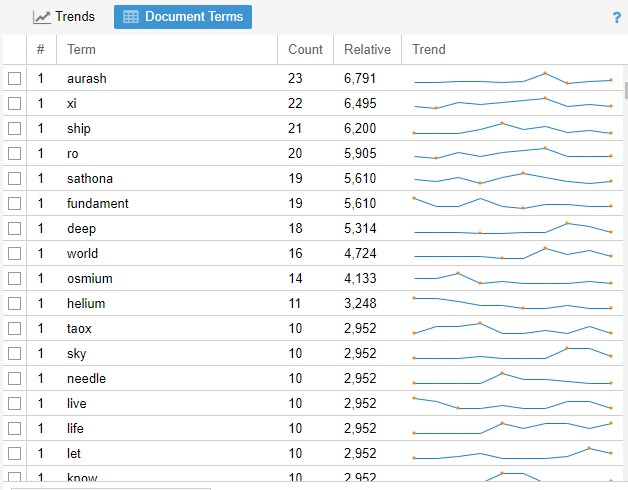 Trends Document Terms ?
# Term Count Relative Trend
1 aurash 23 6,791
1 xi 22 6,495
1 ship 21 6,200
1 ro 20 5,905
1 sathona 19 5,610
1 fundament 19 5,610
1 deep 18 5,314
1 world 16 4,724
1 osmium 14 4,133
1 helium 11 3,248
1 taox 10 2,952
1 sky 10 2,952
1 needle 10 2,952
1 live 10 2,952
1 life 10 2,952
1 let 10 2,952
1 know 10 2,952